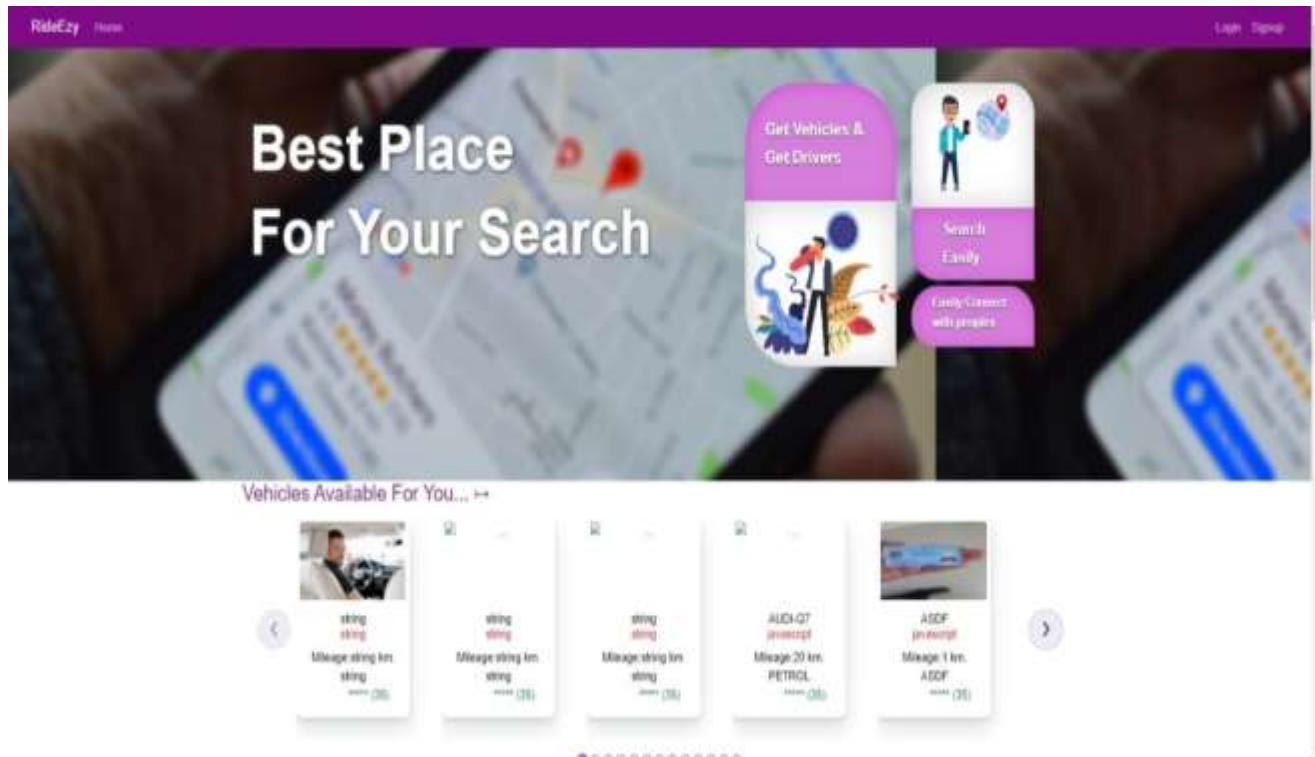 RideEzy Home
Login Signup
Best Place
For Your Search
Get Vehicles &
Get Drivers
Search
Easily
Easily Connect
with peoples
Vehicles Available For You... ↦
string
string
Mileage:string km.
string
***** (35)
string
string
Mileage:string km
string
***** (35)
string
string
Mileage:string km
string
***** (35)
AUDI-Q7
javascript
Mileage:20 km.
PETROL
***** (35)
ASDF
javascript
Mileage:1 km.
ASDF
***** (35)